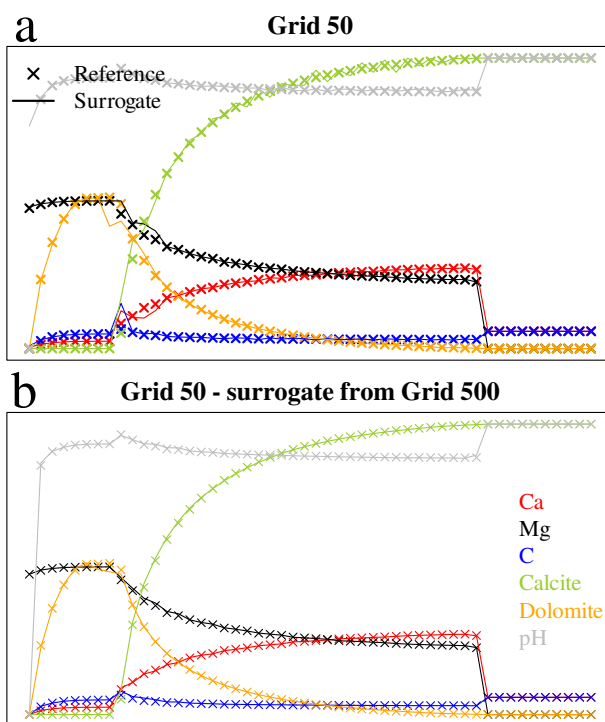 a
Grid 50
Reference
Surrogate
b
Grid 50 - surrogate from Grid 500
Ca
Mg
C
Calcite
Dolomite
pH